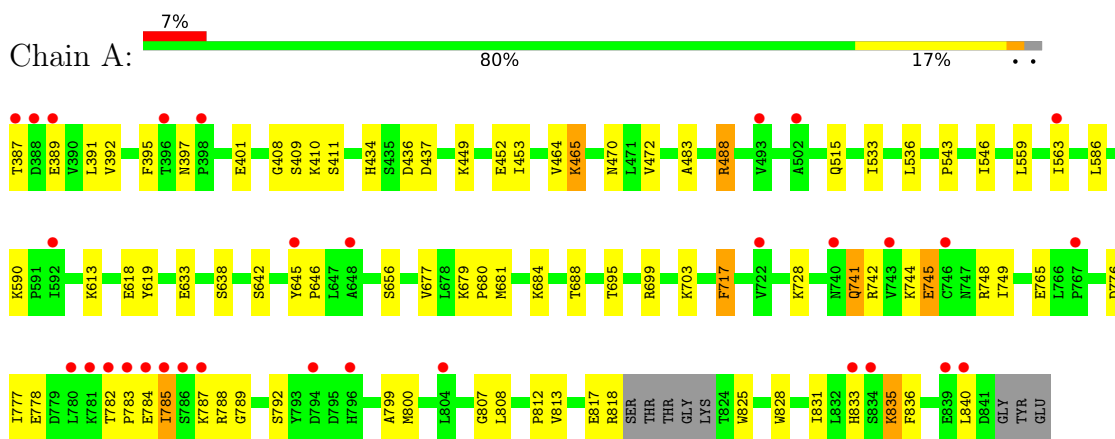 7%
Chain A:
80% 17% . .
T387 D388 E389 V390 L391 V392 F395 T396 N397 P398 E401 G408 S409 K410 S411 H434 S435 D436 D437 K449 E452 I453 V464 K465 N470 L471 V472 A483 R488 V493 A502 Q515 I533 L536 P543 I546 L559 I563 L586
K590 P591 I592 K613 E618 Y619 E633 S638 S642 Y645 P646 L647 A648 S656 V677 L678 K679 P680 M681 K684 T688 T695 R699 K703 F717 V722 K728 N740 Q741 R742 V743 K744 E745 C746 N747 R748 I749 E765 L766 P767
I777 E778 D779 L780 K781 T782 P783 E784 I785 S786 K787 R788 G789 S792 Y793 D794 D795 H796 A799 M800 L804 G807 L808 P812 V813 E817 R818 SER THR THR GLY LYS T824 W825 W828 I831 L832 H833 S834 K835 F836 E839 L840 D841 GLY TYR GLU